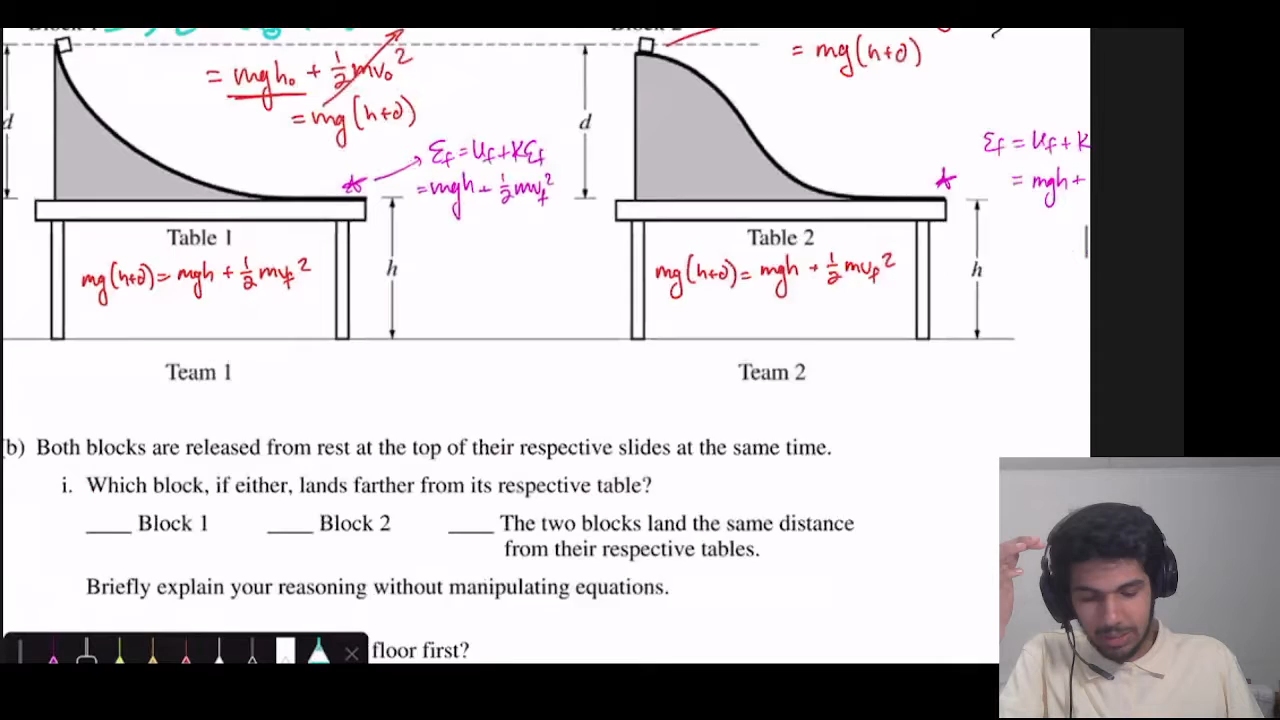 = mgh₀ + ½mv₀²
= mg(h+d)
d
Ɛf = Uf + KƐf
= mgh + ½mvf²
Table 1
mg(h+d) = mgh + ½mvf²
h
Team 1
= mg(h+d)
d
Ɛf = Uf + K
= mgh +
Table 2
mg(h+d) = mgh + ½mvf²
h
Team 2
b) Both blocks are released from rest at the top of their respective slides at the same time.
i. Which block, if either, lands farther from its respective table?
____ Block 1 ____ Block 2 ____ The two blocks land the same distance
from their respective tables.
Briefly explain your reasoning without manipulating equations.
floor first?